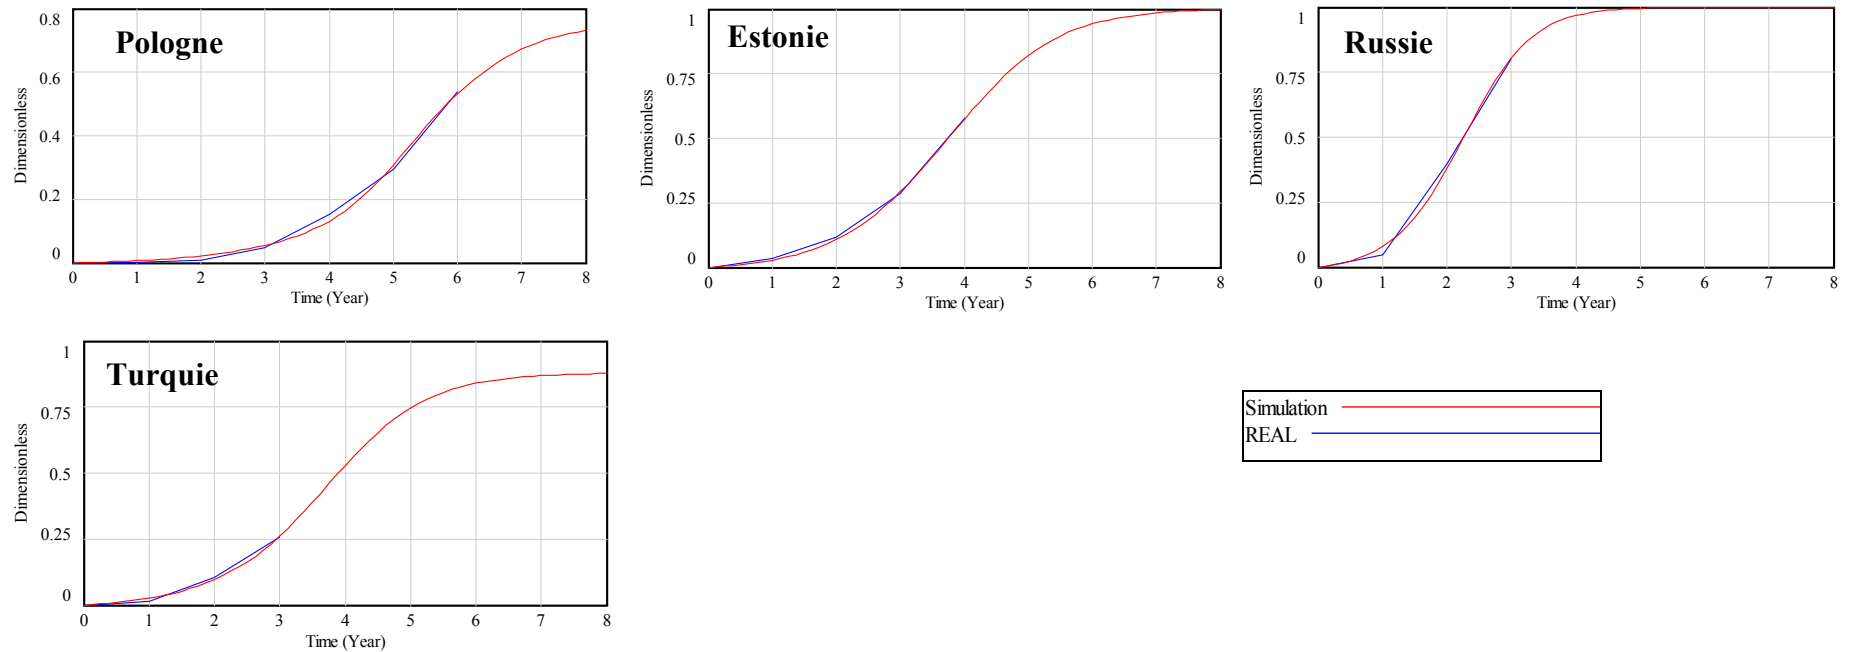 Pologne
0.8
0.6
0.4
0.2
0
Dimensionless
0 1 2 3 4 5 6 7 8
Time (Year)
Estonie
1
0.75
0.5
0.25
0
Dimensionless
0 1 2 3 4 5 6 7 8
Time (Year)
Russie
1
0.75
0.5
0.25
0
Dimensionless
0 1 2 3 4 5 6 7 8
Time (Year)
Turquie
1
0.75
0.5
0.25
0
Dimensionless
0 1 2 3 4 5 6 7 8
Time (Year)
Simulation
REAL